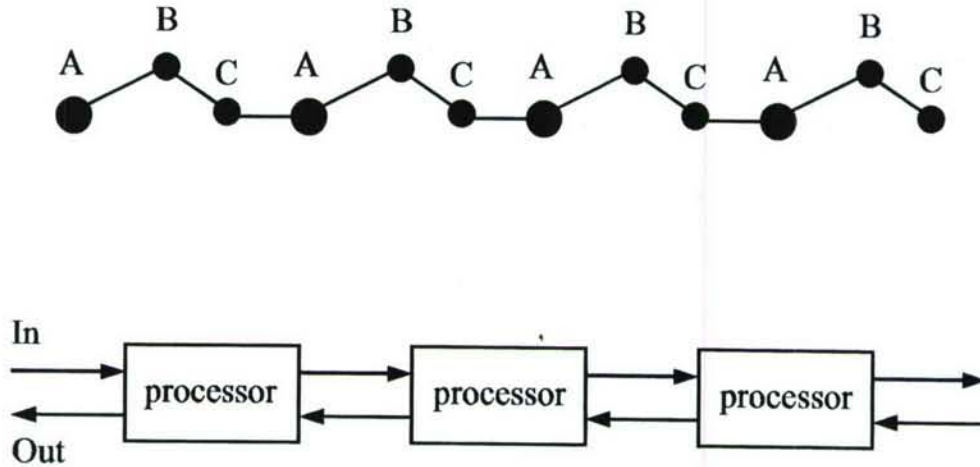 B B B B
A C A C A C A C
In
processor processor processor
Out